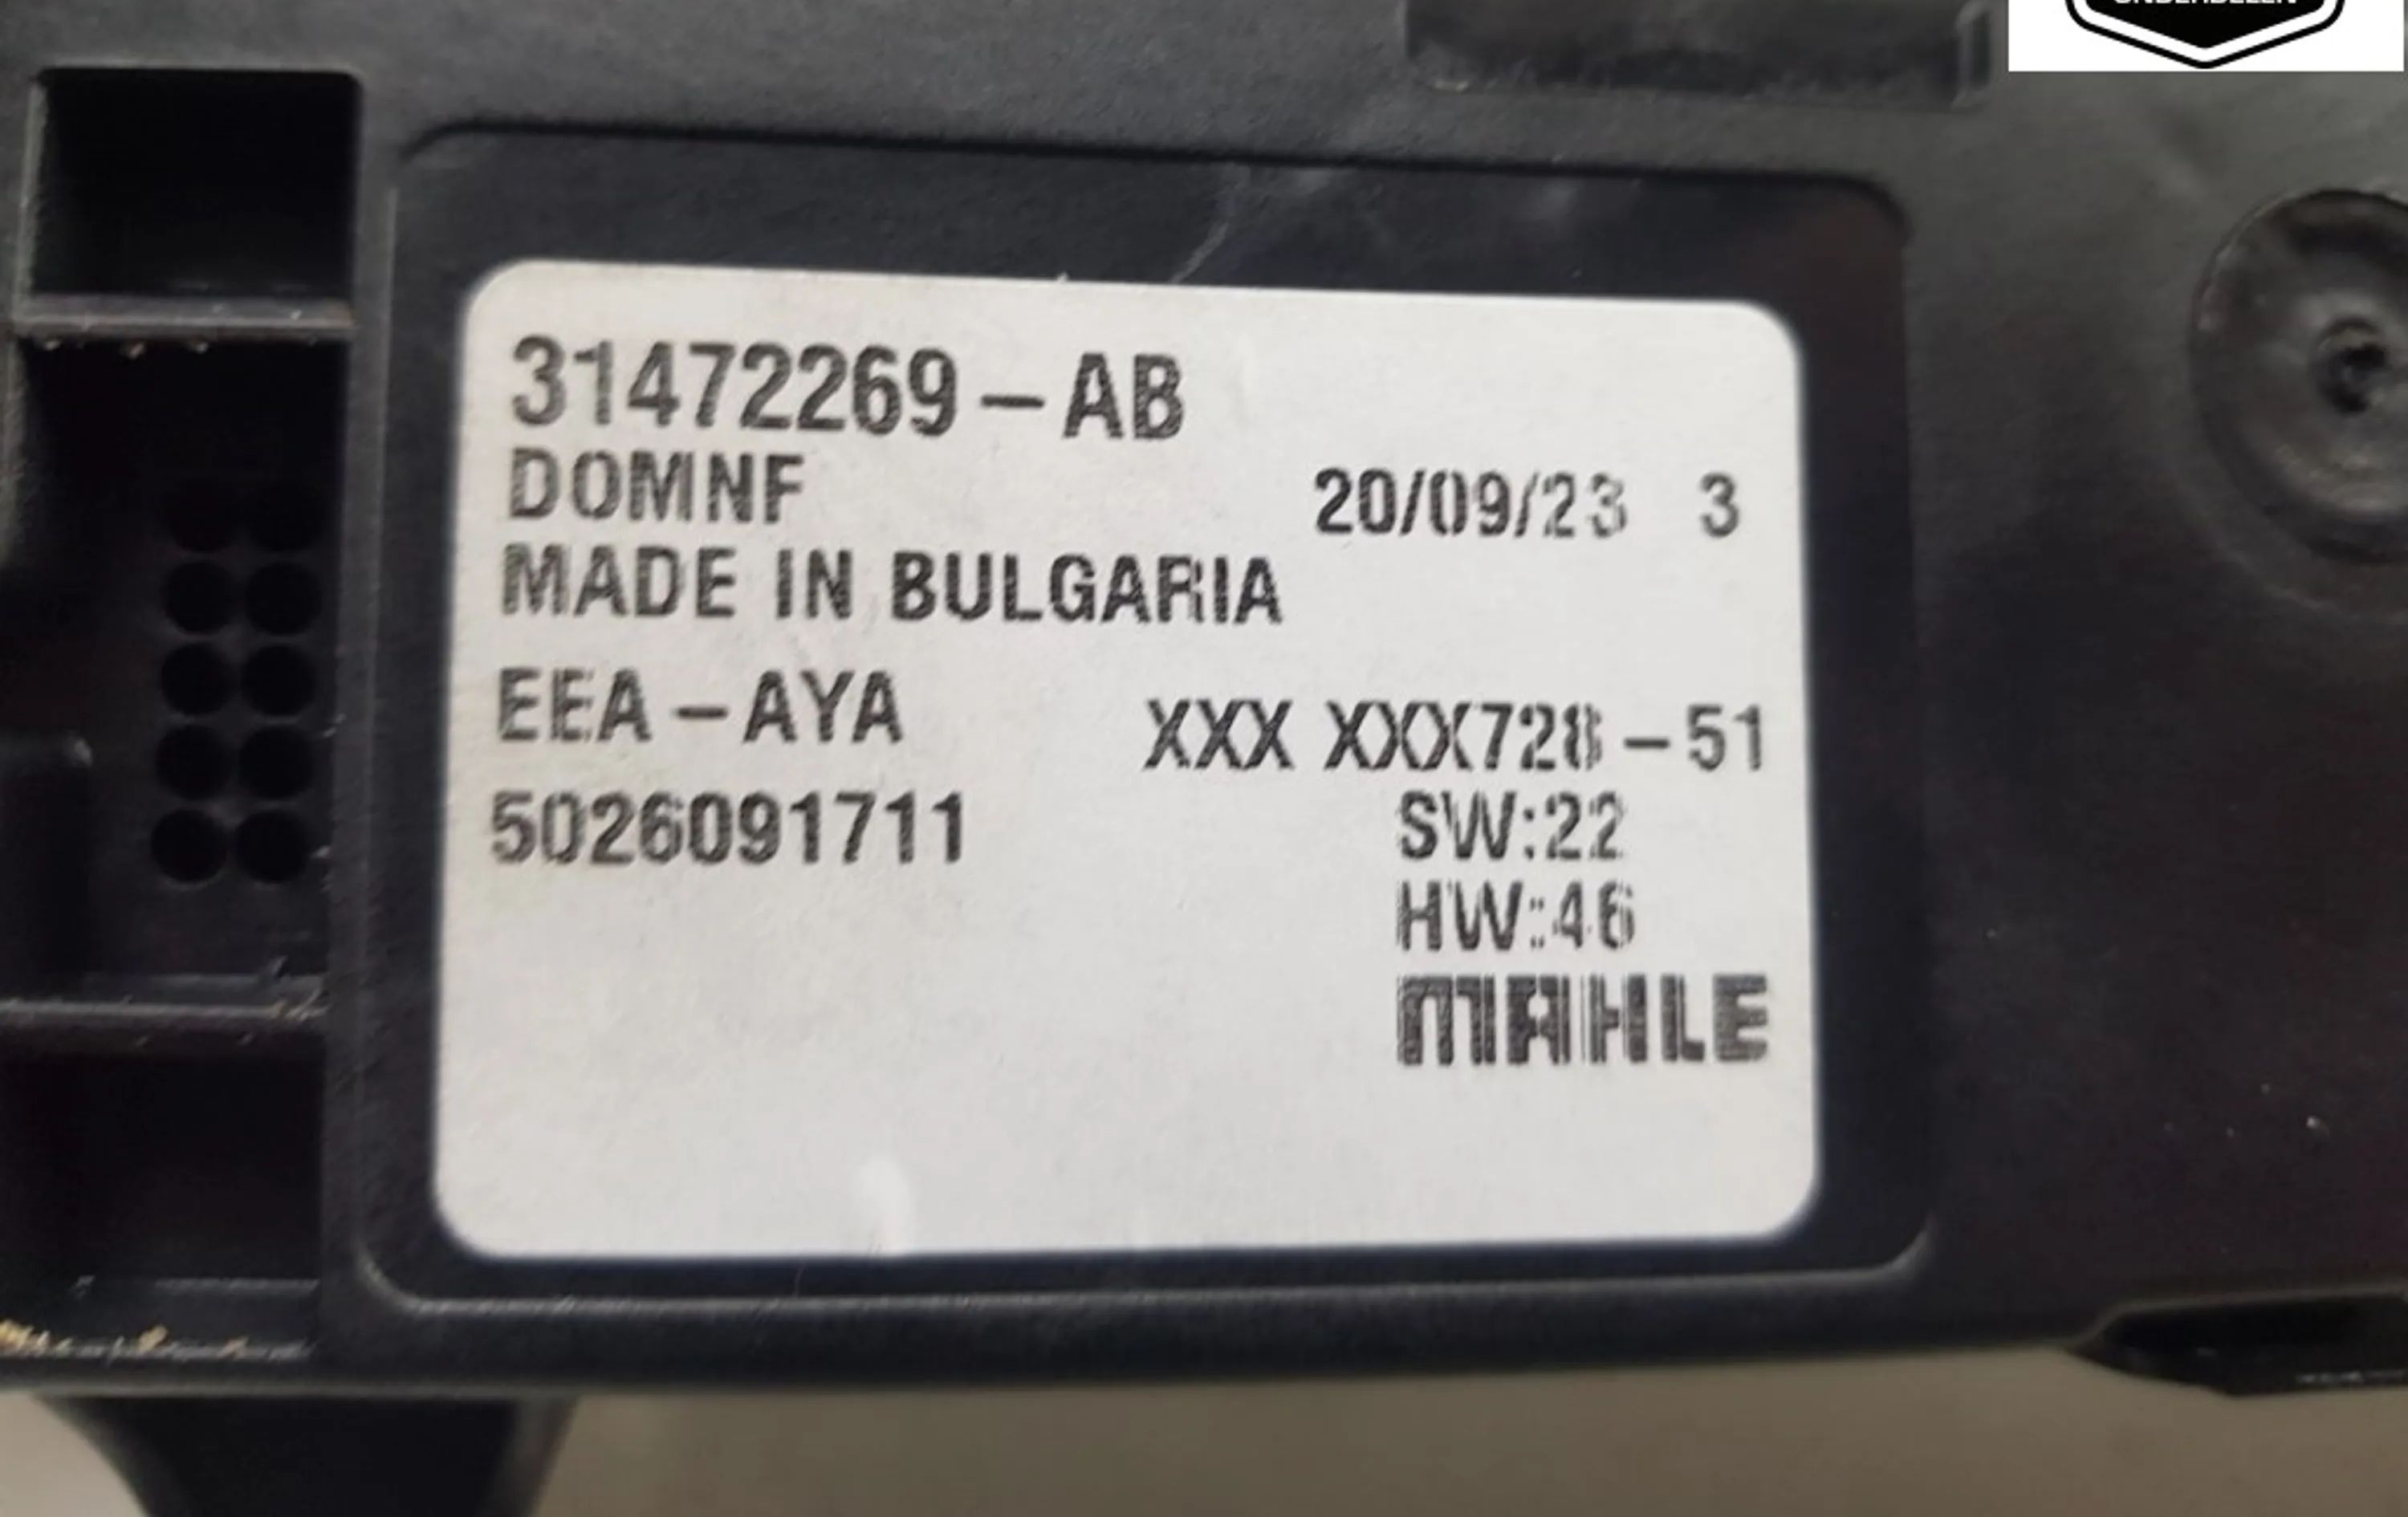 ONDERDELEN
31472269-AB
DOMNF 20/09/23 3
MADE IN BULGARIA
EEA-AYA XXX XXX728-51
5026091711 SW:22
HW:46
MAHLE